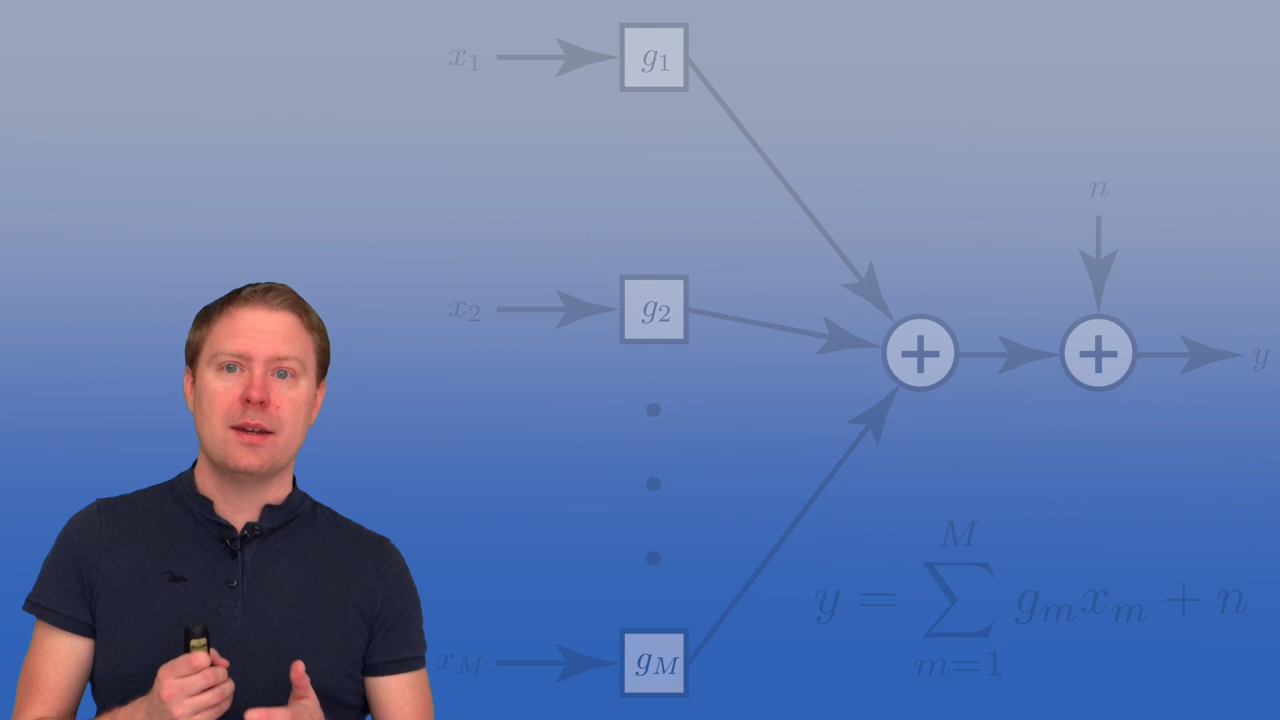 x₁ g₁
n
x₂ g₂
+ + y
y = ∑_{m=1}^{M} gₘxₘ + n
x_M g_M